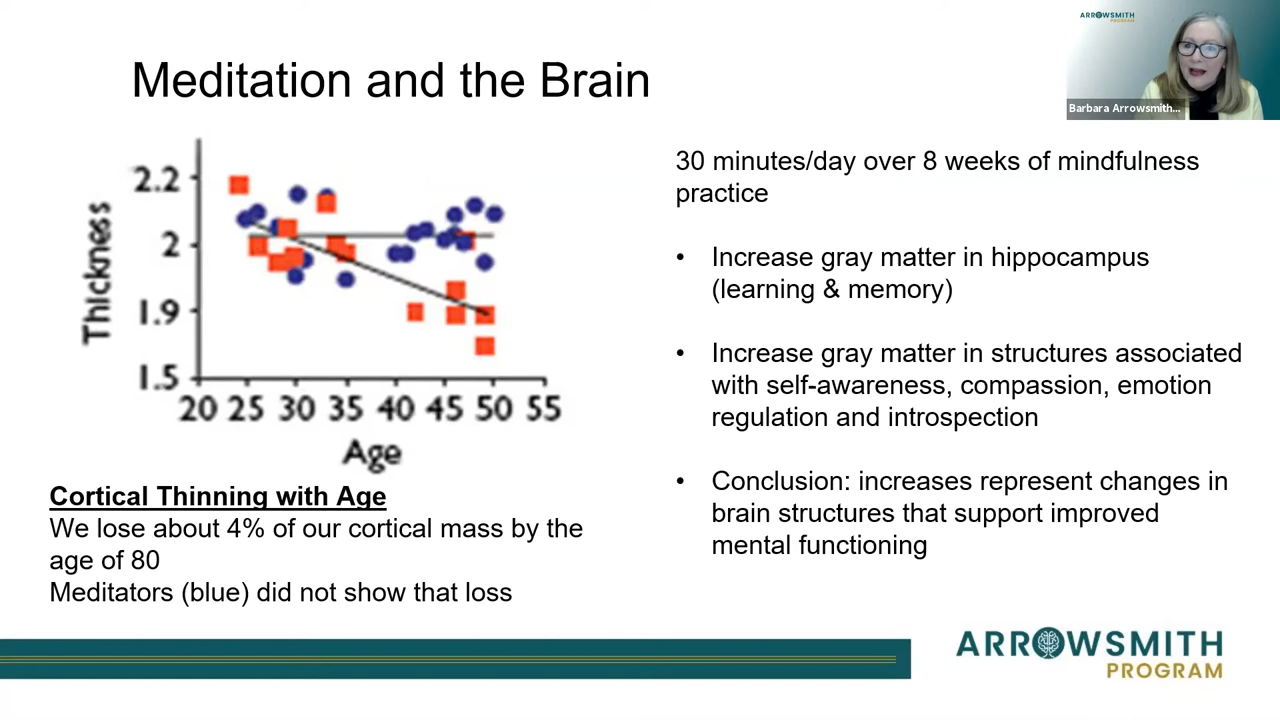 Meditation and the Brain
ARROWSMITH
PROGRAM
Barbara Arrowsmith...
Thickness
2.2
2
1.9
1.5
20 25 30 35 40 45 50 55
Age
Cortical Thinning with Age
We lose about 4% of our cortical mass by the
age of 80
Meditators (blue) did not show that loss
30 minutes/day over 8 weeks of mindfulness
practice
• Increase gray matter in hippocampus
(learning & memory)
• Increase gray matter in structures associated
with self-awareness, compassion, emotion
regulation and introspection
• Conclusion: increases represent changes in
brain structures that support improved
mental functioning
ARROWSMITH
PROGRAM